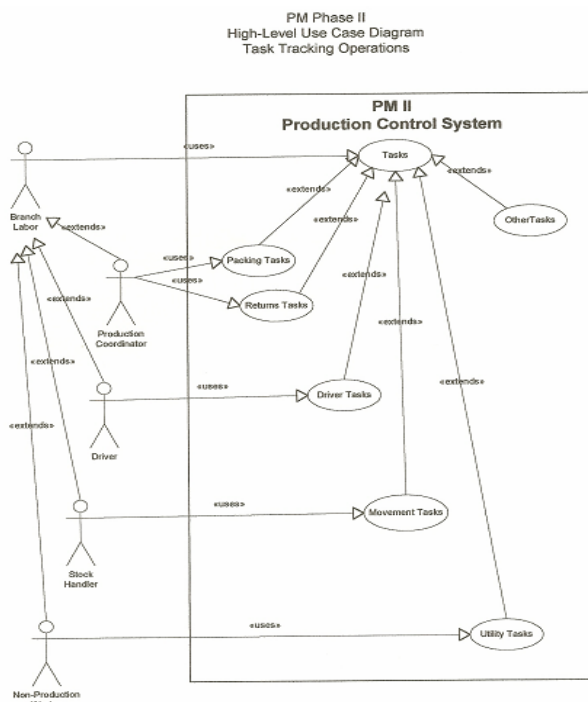 PM Phase II
High-Level Use Case Diagram
Task Tracking Operations
PM II
Production Control System
«uses»
Tasks
«extends»
«extends»
OtherTasks
Branch
Labor
«extends»
«extends»
«uses»
Packing Tasks
«uses»
«extends»
Returns Tasks
«extends»
Production
Coordinator
«extends»
«extends»
«uses»
Driver Tasks
«extends»
«extends»
Driver
«uses»
Movement Tasks
Stock
Handler
«uses»
Utility Tasks
Non-Production